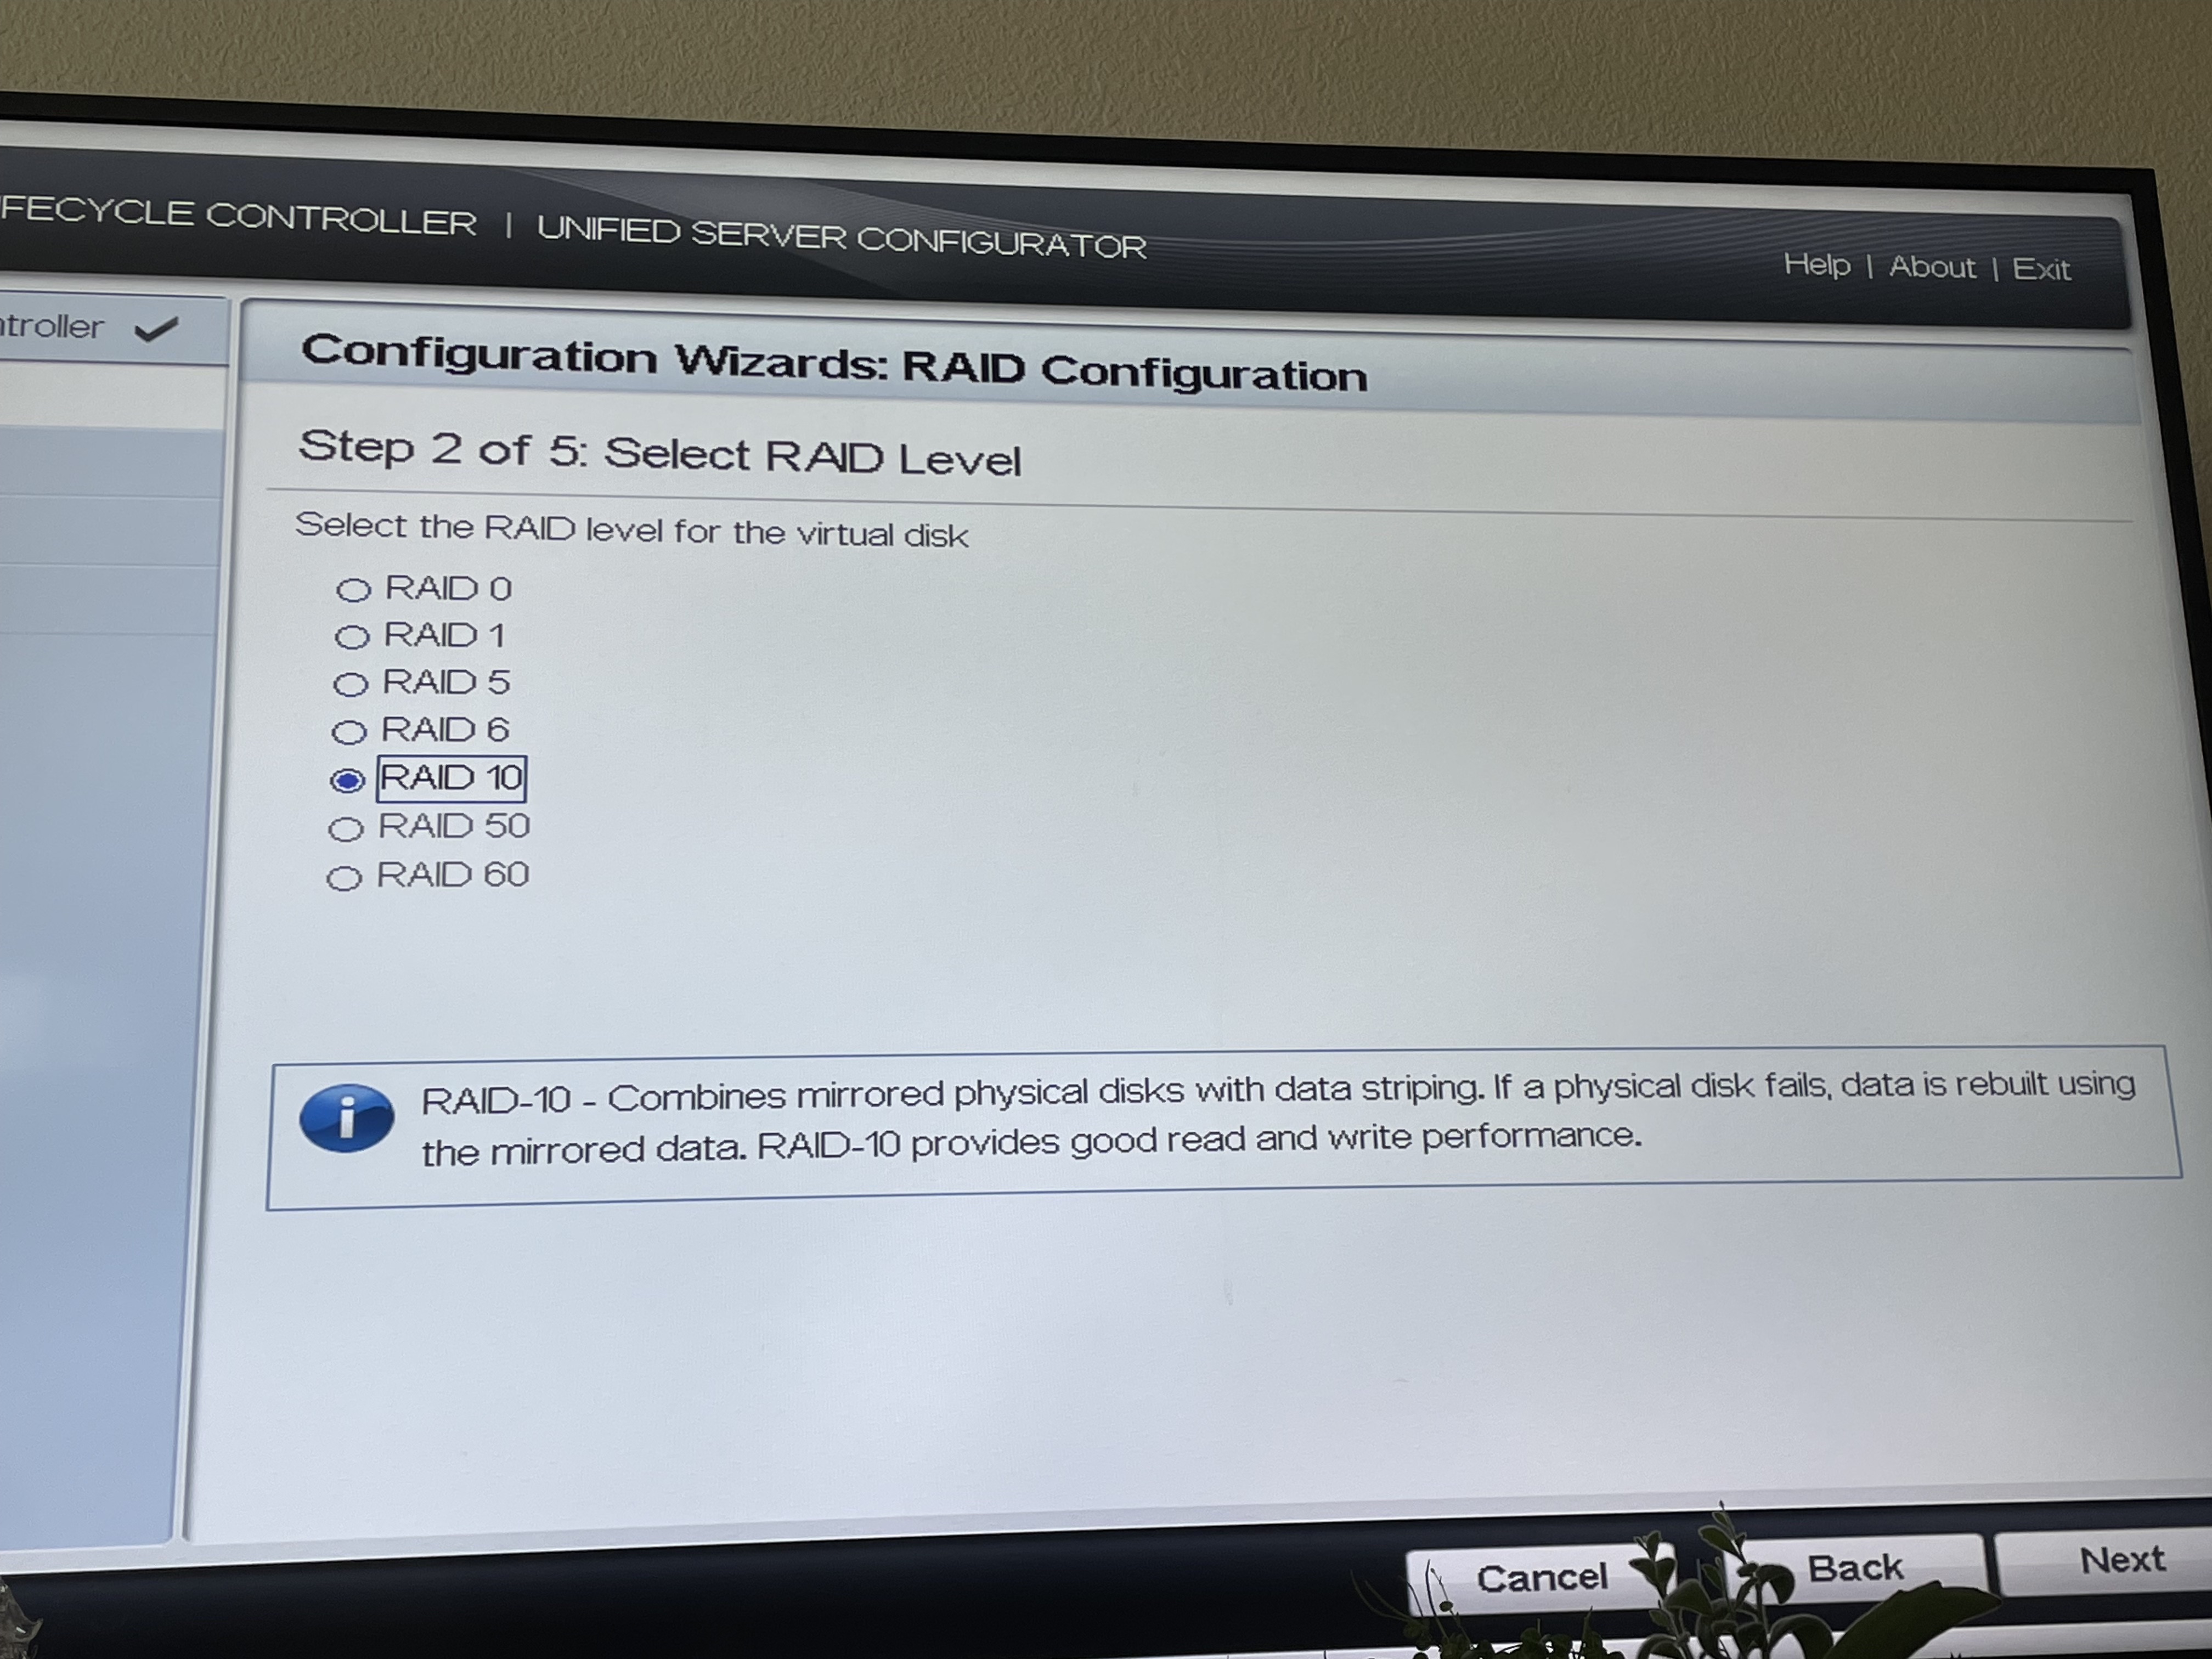 FECYCLE CONTROLLER | UNIFIED SERVER CONFIGURATOR
Help | About | Exit
troller
Configuration Wizards: RAID Configuration
Step 2 of 5: Select RAID Level
Select the RAID level for the virtual disk
RAID 0
RAID 1
RAID 5
RAID 6
RAID 10
RAID 50
RAID 60
i
RAID-10 - Combines mirrored physical disks with data striping. If a physical disk fails, data is rebuilt using
the mirrored data. RAID-10 provides good read and write performance.
Cancel
Back
Next